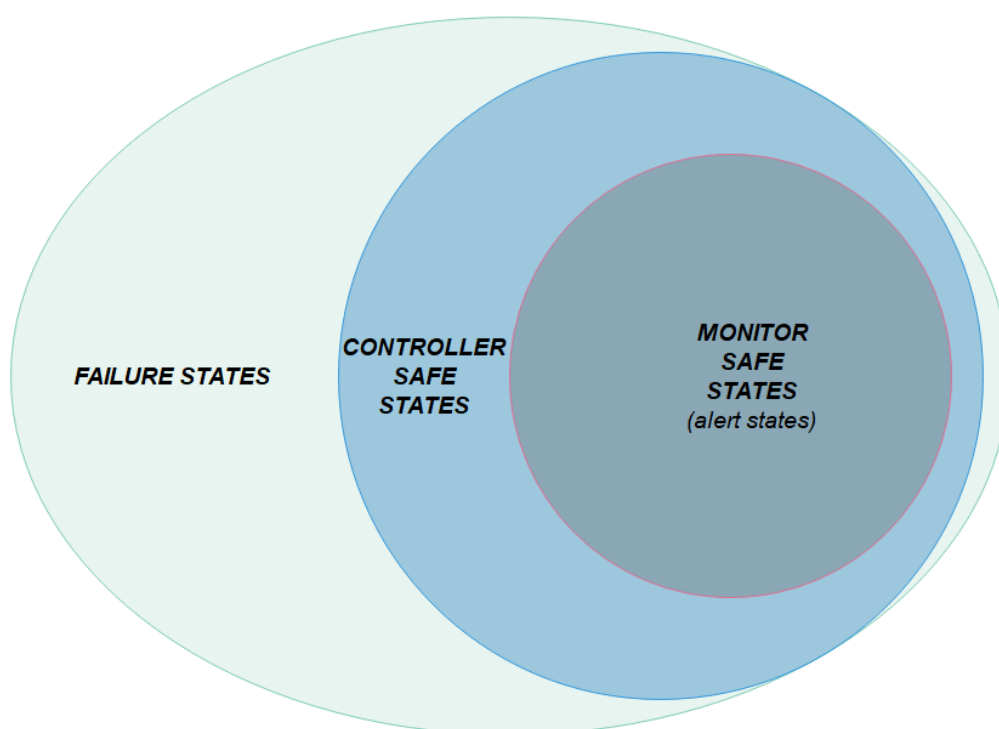 FAILURE STATES
CONTROLLER
SAFE
STATES
MONITOR
SAFE
STATES
(alert states)